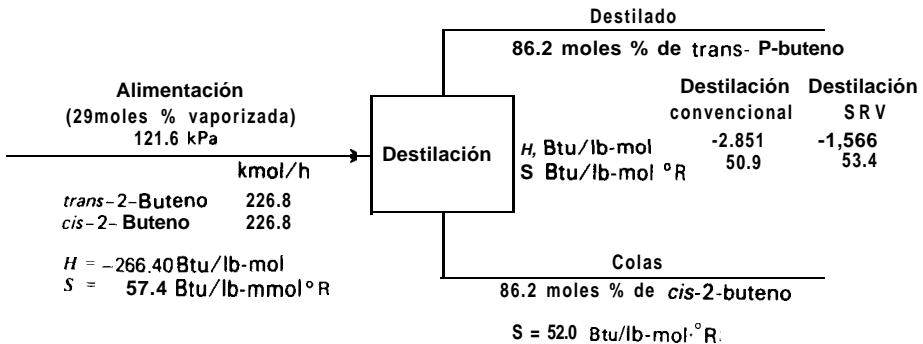 Destilado
86.2 moles % de trans- P-buteno
Alimentación
(29moles % vaporizada)
121.6 kPa
kmol/h
trans-2-Buteno 226.8
cis-2- Buteno 226.8
H = -266.40 Btu/lb-mol
S = 57.4 Btu/lb-mmol °R
Destilación
Destilación Destilación
convencional SRV
H, Btu/lb-mol -2.851 -1,566
S Btu/lb-mol °R 50.9 53.4
Colas
86.2 moles % de cis-2-buteno
S = 52.0 Btu/lb-mol·°R